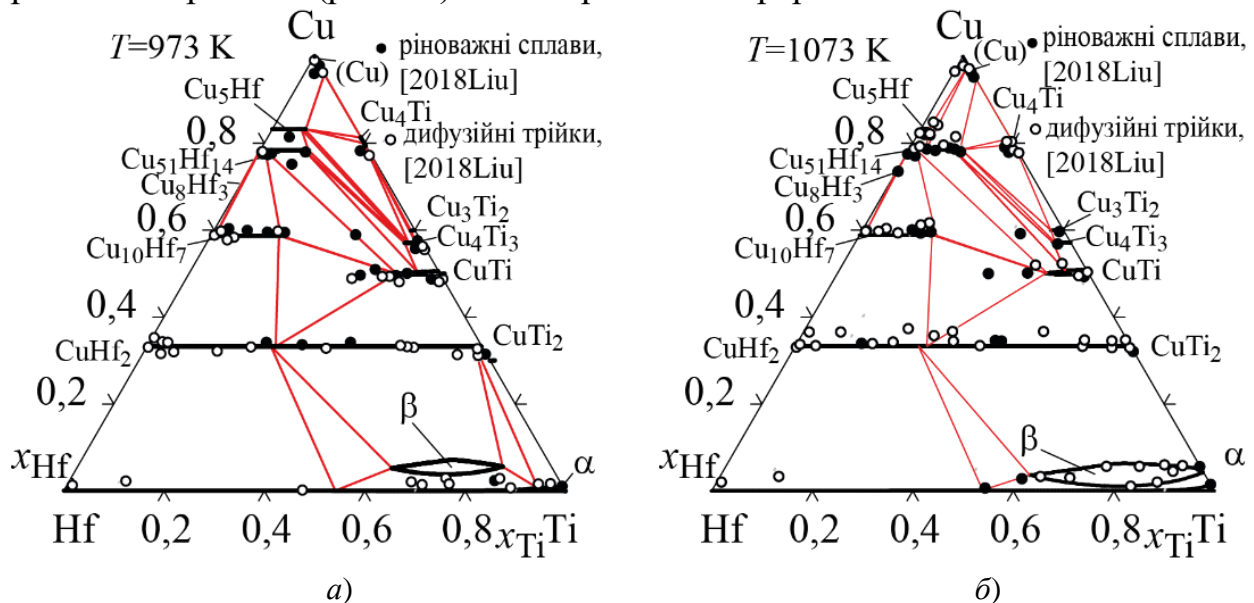 T=973 K
Cu
ріноважні сплави,
[2018Liu]
(Cu)
Cu5Hf
Cu4Ti
0,8
дифузійні трійки,
[2018Liu]
Cu51Hf14
Cu8Hf3
0,6
Cu3Ti2
Cu4Ti3
Cu10Hf7
CuTi
0,4
CuHf2
CuTi2
0,2
β
xHf
α
Hf
0,2
0,4
0,6
0,8
xTi
Ti
а)
T=1073 K
Cu
ріноважні сплави,
[2018Liu]
(Cu)
Cu5Hf
Cu4Ti
0,8
дифузійні трійки,
[2018Liu]
Cu51Hf14
Cu8Hf3
0,6
Cu3Ti2
Cu4Ti3
Cu10Hf7
CuTi
0,4
CuHf2
CuTi2
0,2
β
xHf
α
Hf
0,2
0,4
0,6
0,8
xTi
Ti
б)